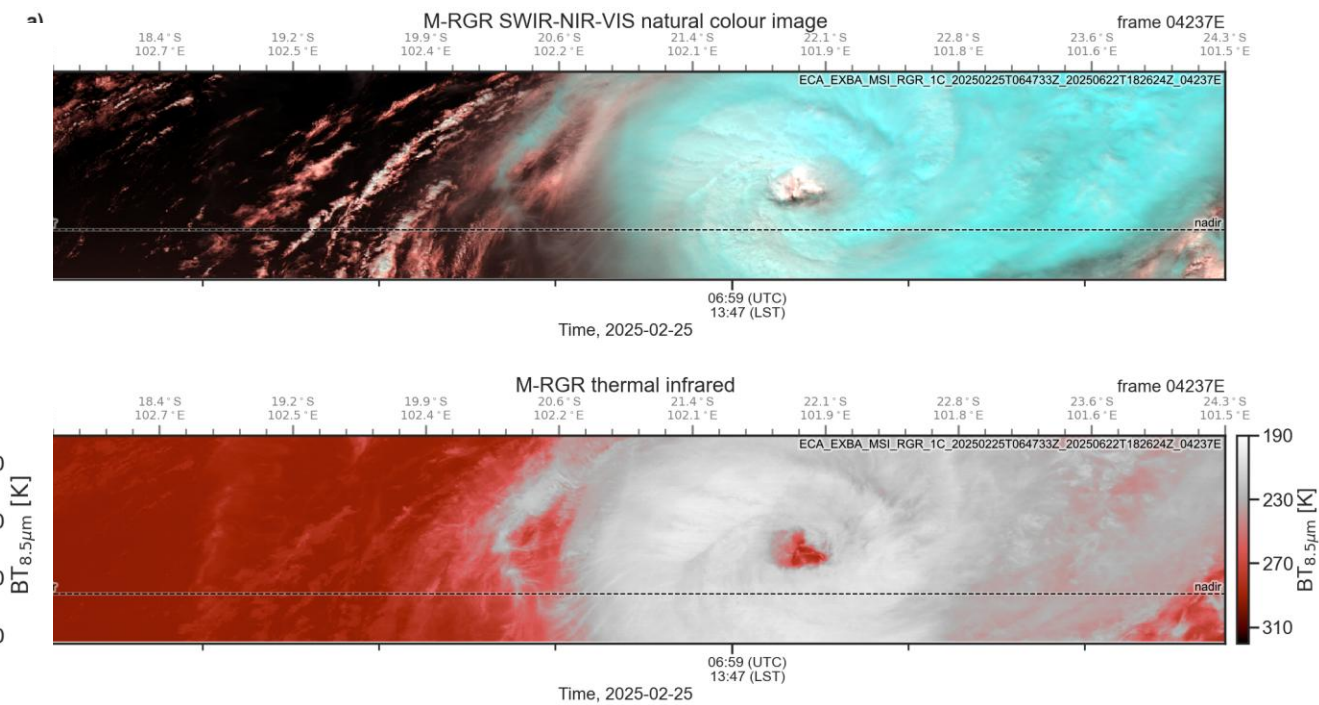 a)
M-RGR SWIR-NIR-VIS natural colour image
frame 04237E
18.4°S 19.2°S 19.9°S 20.6°S 21.4°S 22.1°S 22.8°S 23.6°S 24.3°S
102.7°E 102.5°E 102.4°E 102.2°E 102.1°E 101.9°E 101.8°E 101.6°E 101.5°E
ECA_EXBA_MSI_RGR_1C_20250225T064733Z_20250622T182624Z_04237E
nadir
06:59 (UTC)
13:47 (LST)
Time, 2025-02-25
M-RGR thermal infrared
frame 04237E
18.4°S 19.2°S 19.9°S 20.6°S 21.4°S 22.1°S 22.8°S 23.6°S 24.3°S
102.7°E 102.5°E 102.4°E 102.2°E 102.1°E 101.9°E 101.8°E 101.6°E 101.5°E
ECA_EXBA_MSI_RGR_1C_20250225T064733Z_20250622T182624Z_04237E
nadir
BT8.5μm [K]
190
230
270
310
BT8.5μm [K]
06:59 (UTC)
13:47 (LST)
Time, 2025-02-25